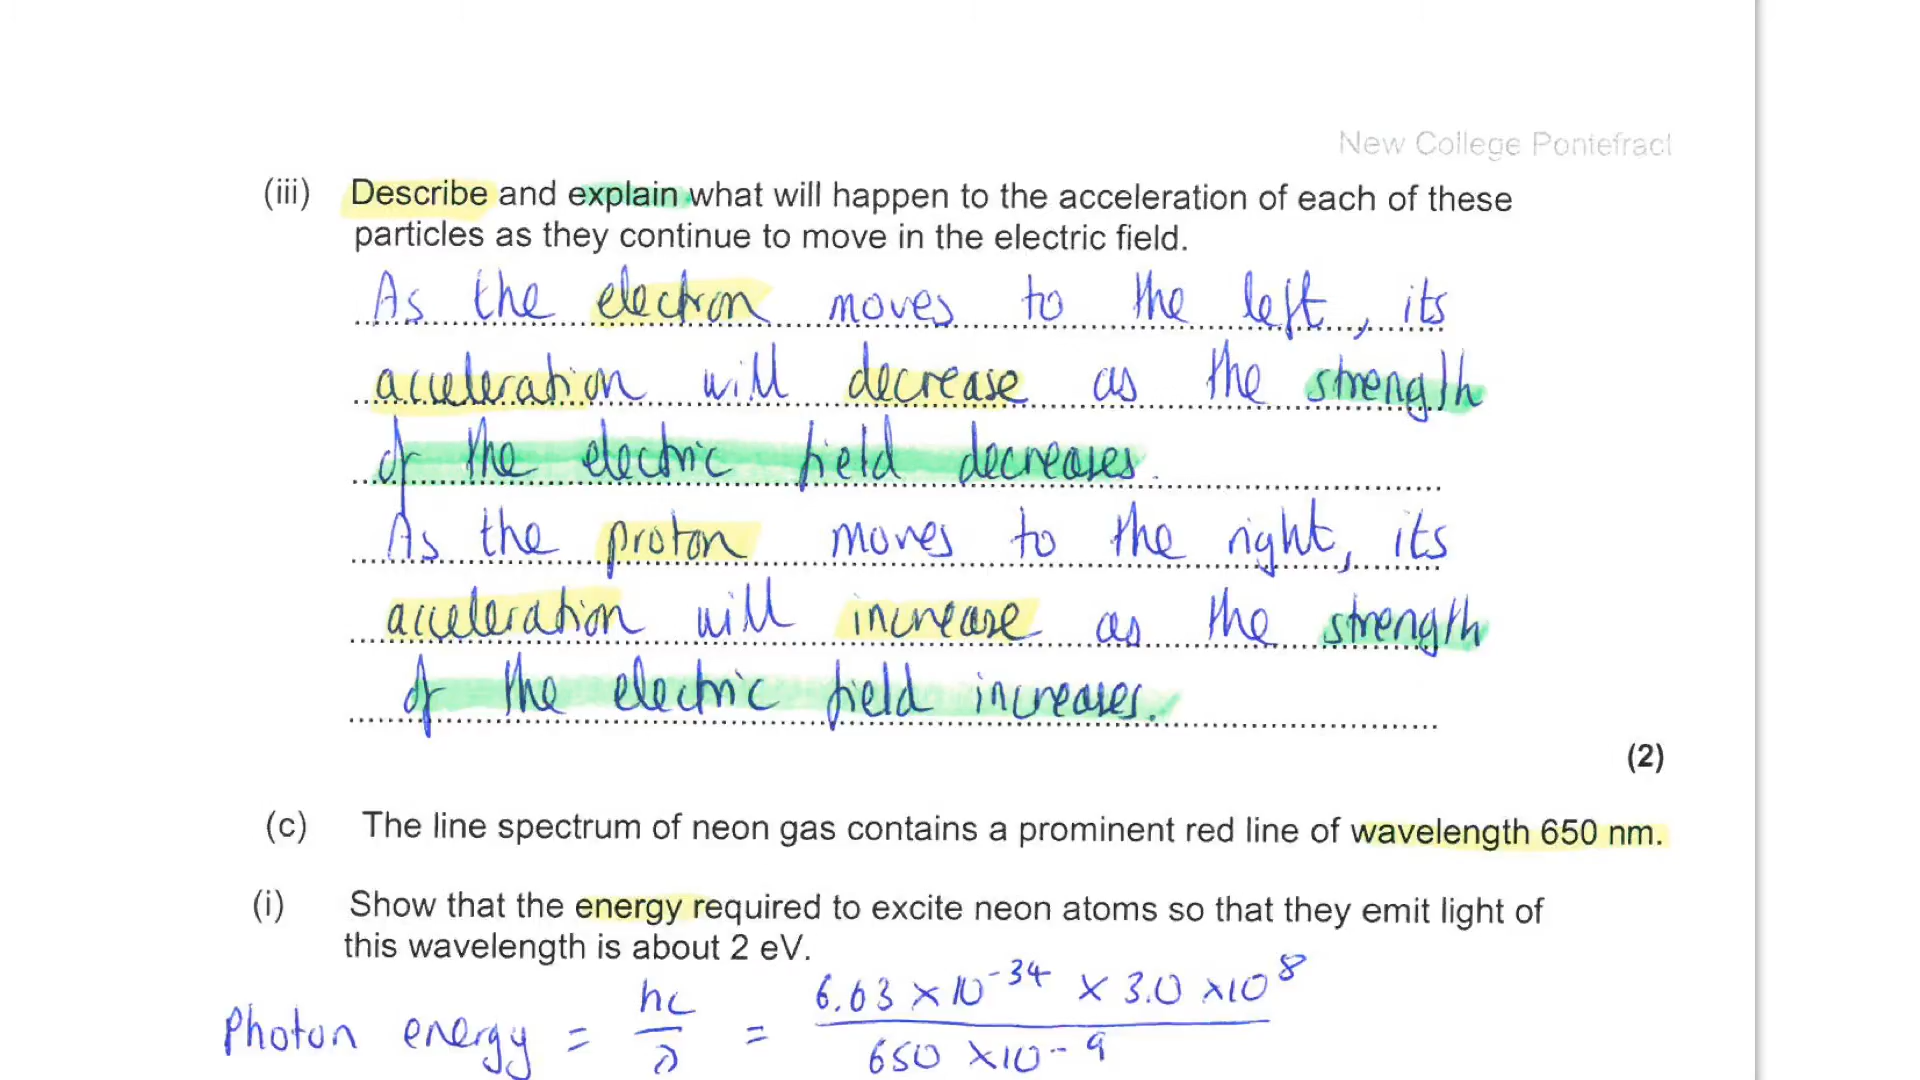 New College Pontefract
(iii) Describe and explain what will happen to the acceleration of each of these
particles as they continue to move in the electric field.
As the electron moves to the left, its
acceleration will decrease as the strength
of the electric field decreases.
As the proton moves to the right, its
acceleration will increase as the strength
of the electric field increases.
(2)
(c) The line spectrum of neon gas contains a prominent red line of wavelength 650 nm.
(i) Show that the energy required to excite neon atoms so that they emit light of
this wavelength is about 2 eV.
Photon energy = hc/λ = 6.63 × 10⁻³⁴ × 3.0 × 10⁸ / 650 × 10⁻⁹